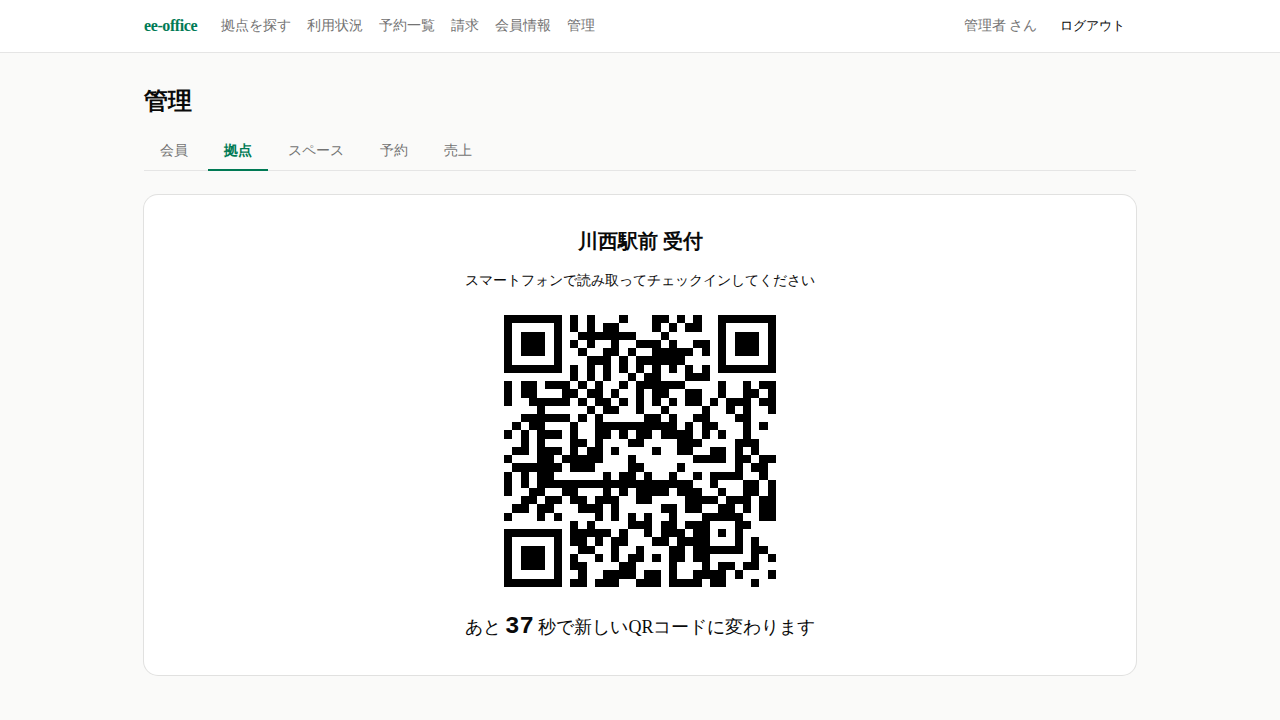 ee-office 拠点を探す 利用状況 予約一覧 請求 会員情報 管理 管理者 さん ログアウト
管理
会員 拠点 スペース 予約 売上
川西駅前 受付
スマートフォンで読み取ってチェックインしてください
あと 37 秒で新しいQRコードに変わります